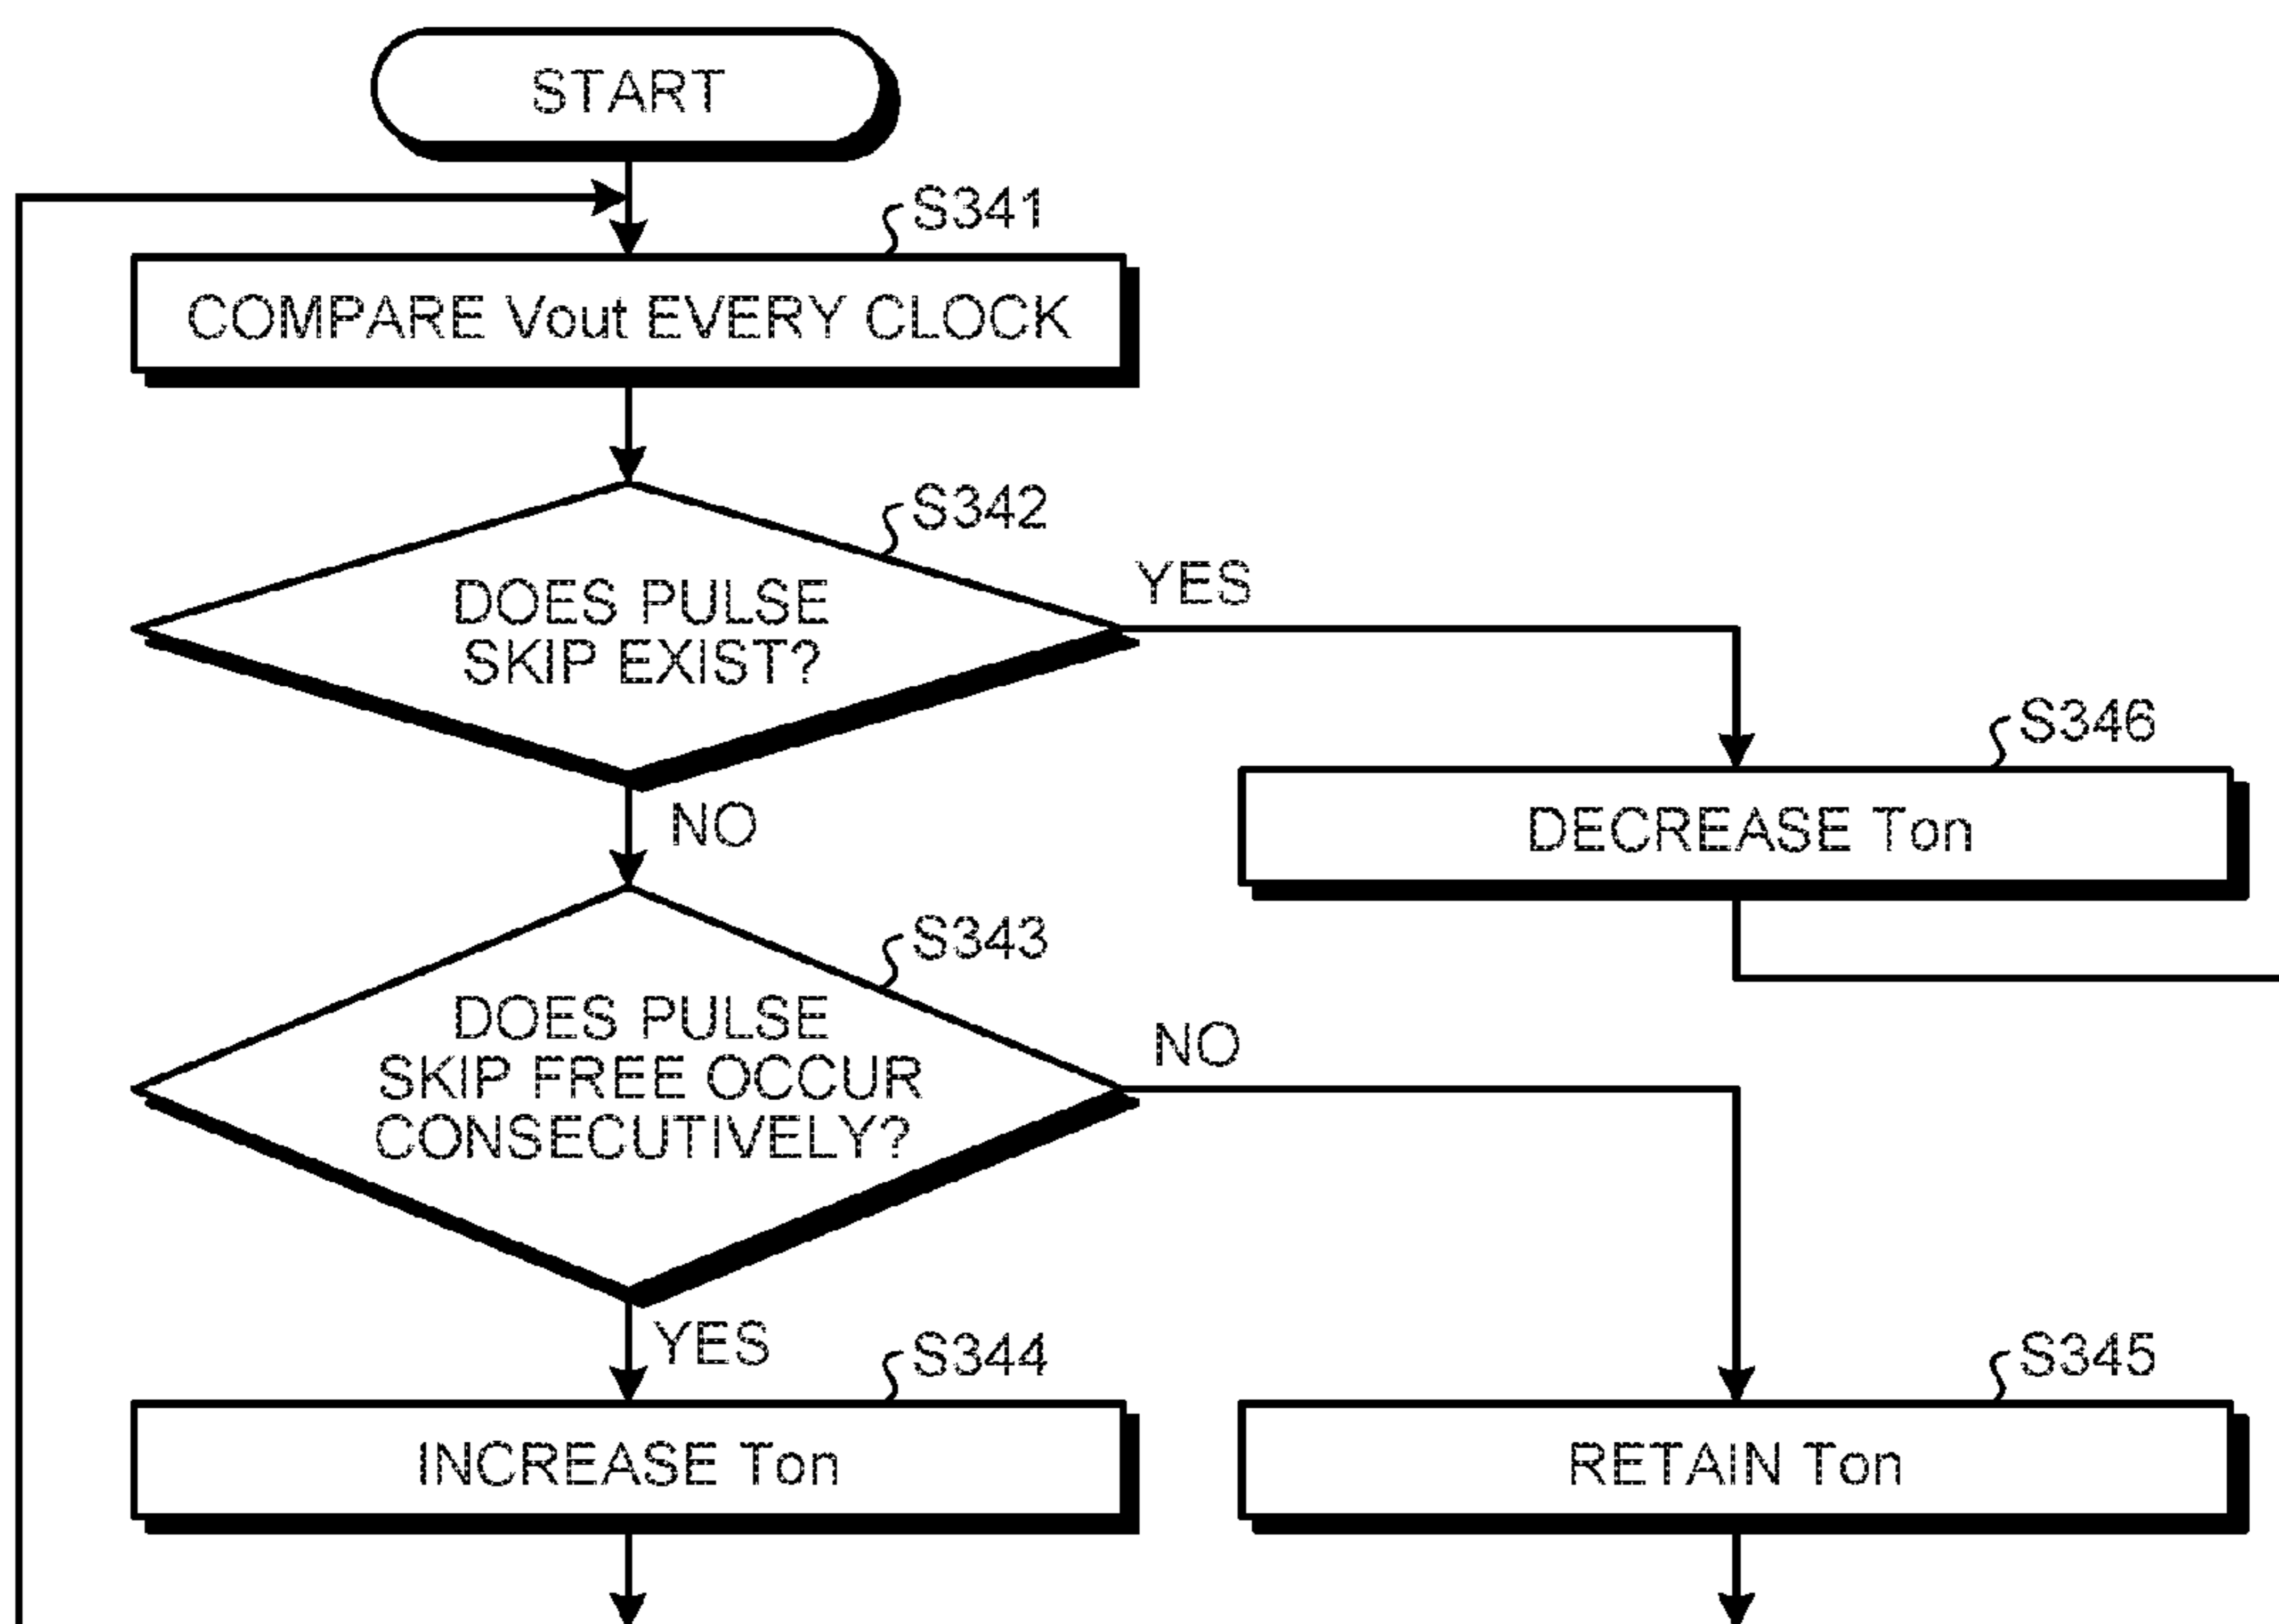 START
S341
COMPARE Vout EVERY CLOCK
S342
DOES PULSE
SKIP EXIST?
YES
S346
DECREASE Ton
NO
S343
DOES PULSE
SKIP FREE OCCUR
CONSECUTIVELY?
NO
YES
S344
INCREASE Ton
S345
RETAIN Ton